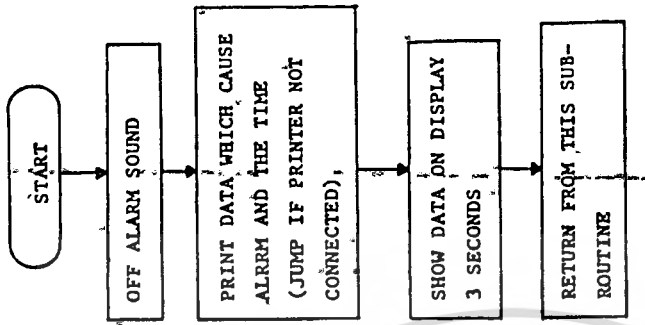 START
OFF ALARM SOUND
PRINT DATA WHICH CAUSE
ALRRM AND THE TIME
(JUMP IF PRINTER NOT
CONNECTED),
SHOW DATA ON DISPLAY
3 SECONDS
RETURN FROM THIS SUB-
ROUTINE